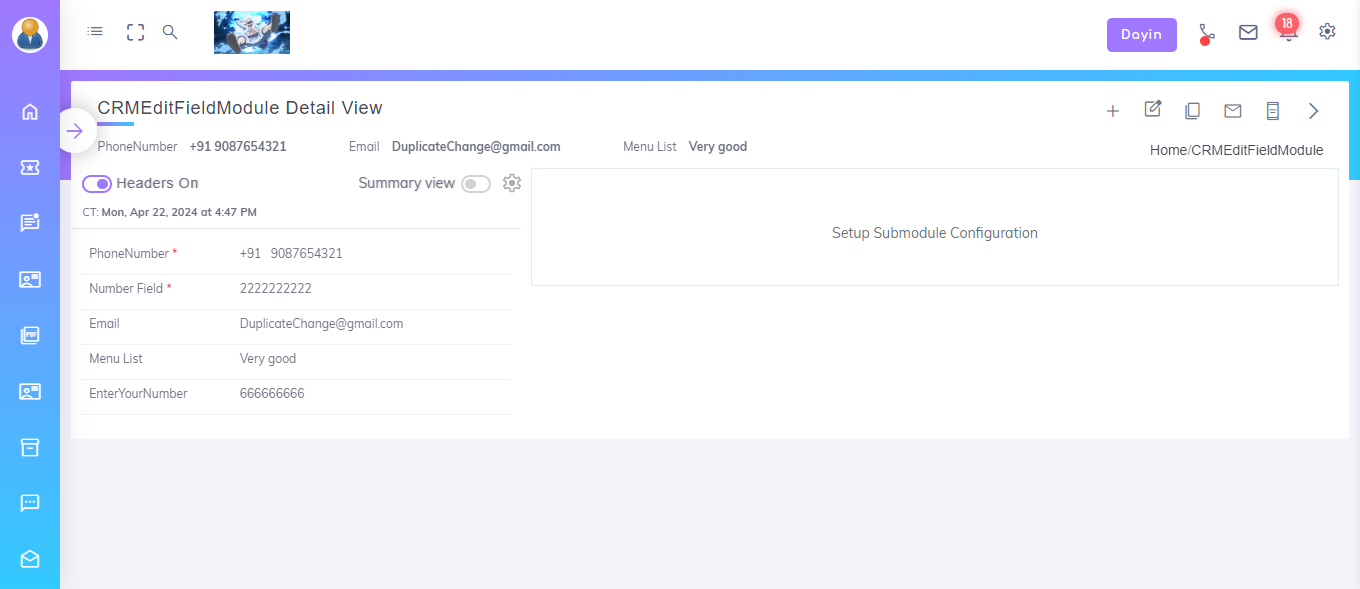 Dayin
18
CRMEditFieldModule Detail View
PhoneNumber +91 9087654321 Email DuplicateChange@gmail.com Menu List Very good
Home/CRMEditFieldModule
Headers On Summary view
CT: Mon, Apr 22, 2024 at 4:47 PM
Setup Submodule Configuration
PhoneNumber * +91 9087654321
Number Field * 2222222222
Email DuplicateChange@gmail.com
Menu List Very good
EnterYourNumber 666666666
PDF